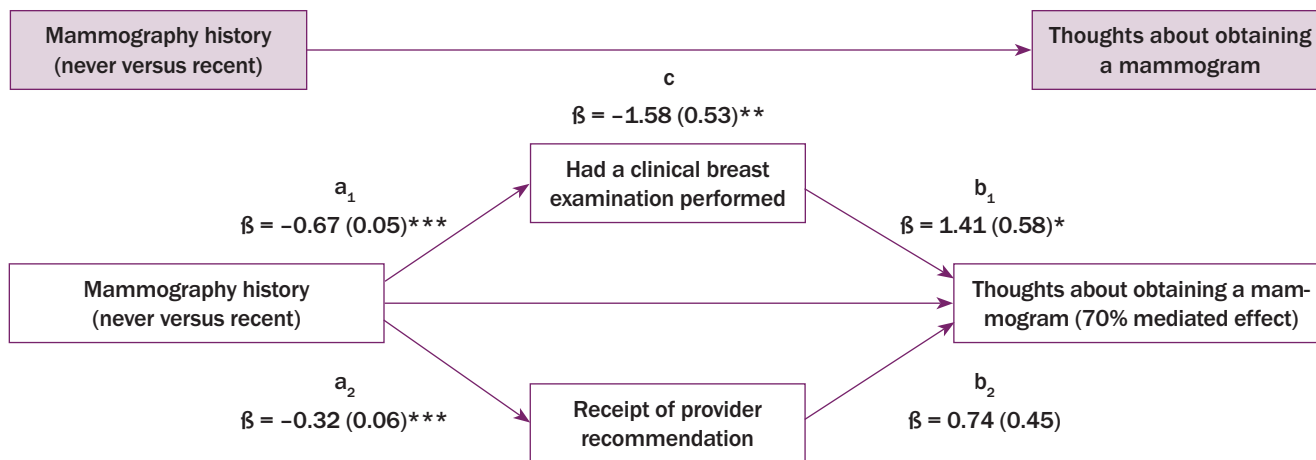 Mammography history
(never versus recent)
Thoughts about obtaining
a mammogram
c
ß = –1.58 (0.53)**
Had a clinical breast
examination performed
a₁
ß = –0.67 (0.05)***
b₁
ß = 1.41 (0.58)*
Mammography history
(never versus recent)
Thoughts about obtaining a mam-
mogram (70% mediated effect)
a₂
ß = –0.32 (0.06)***
Receipt of provider
recommendation
b₂
ß = 0.74 (0.45)